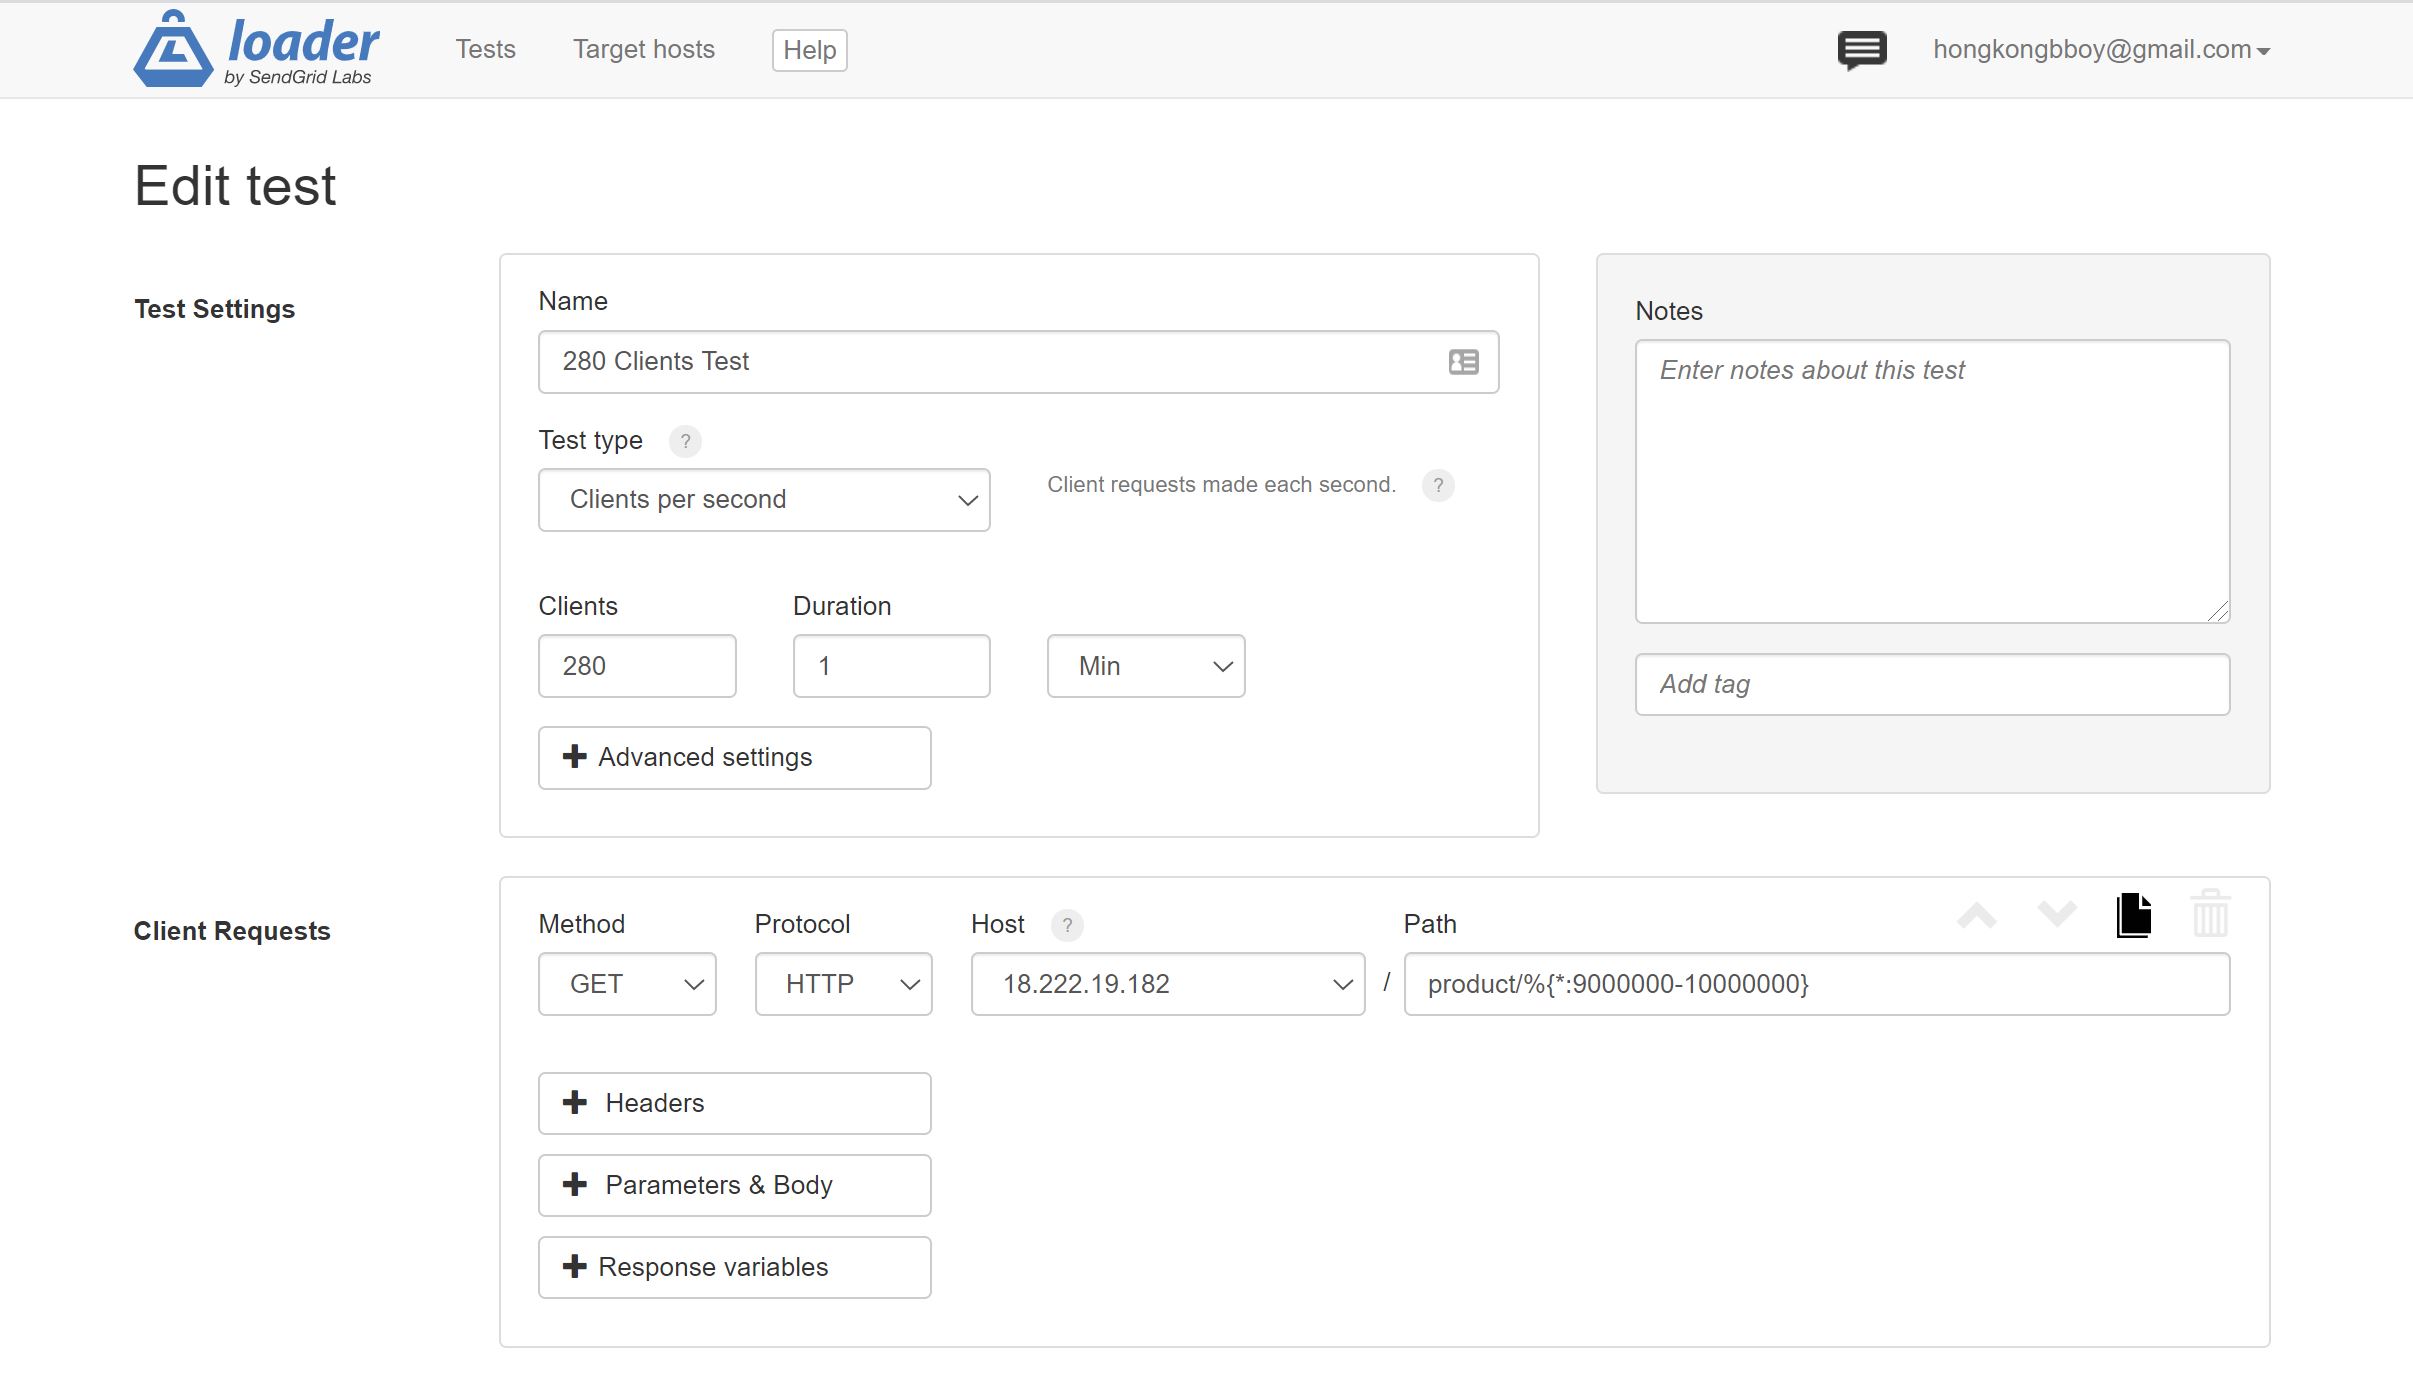 loader
by SendGrid Labs
Tests
Target hosts
Help
hongkongbboy@gmail.com
Edit test
Test Settings
Name
280 Clients Test
Test type ?
Clients per second
Client requests made each second. ?
Clients
Duration
280
1
Min
Advanced settings
Notes
Enter notes about this test
Add tag
Client Requests
Method
Protocol
Host ?
Path
GET
HTTP
18.222.19.182
/
product/%{*:9000000-10000000}
Headers
Parameters & Body
Response variables